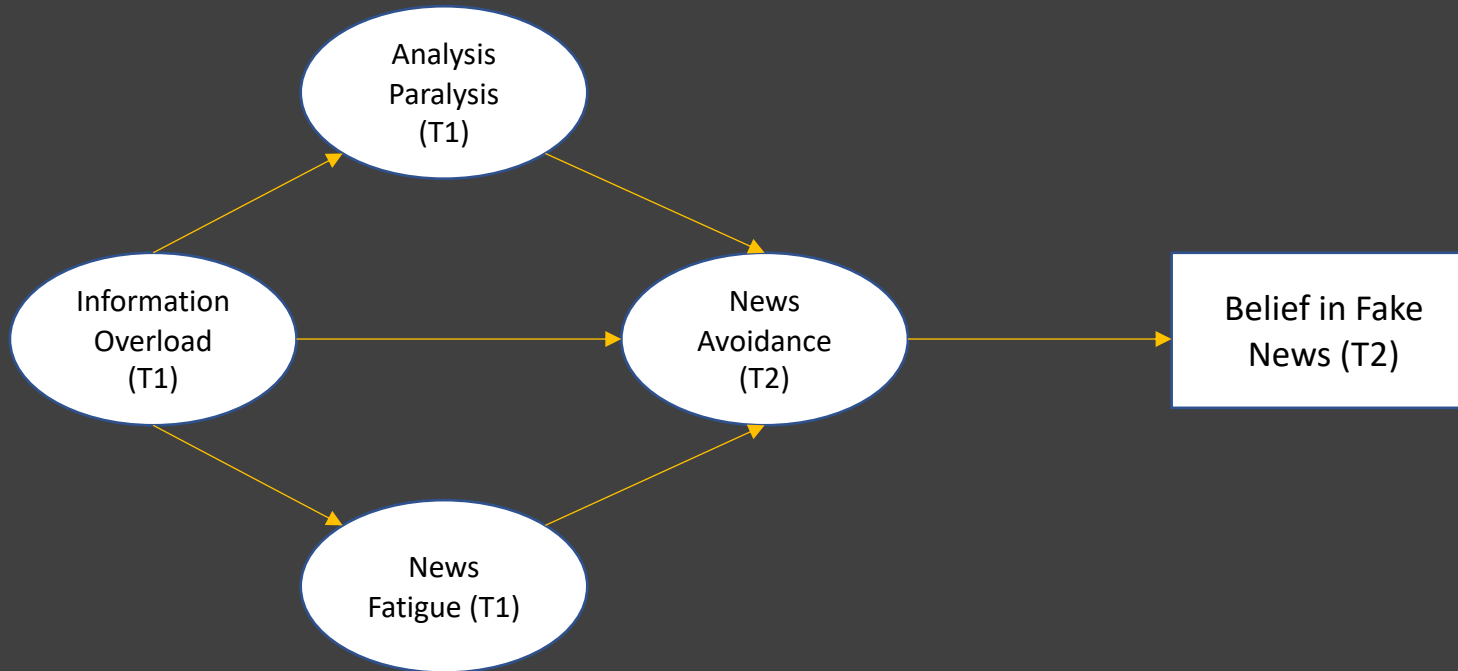 Analysis
Paralysis
(T1)
Information
Overload
(T1)
News
Avoidance
(T2)
Belief in Fake
News (T2)
News
Fatigue (T1)